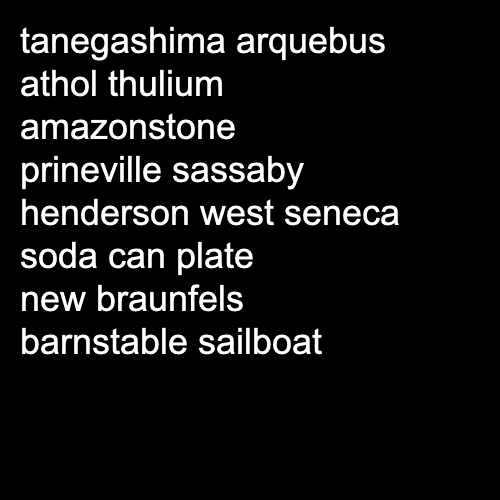 tanegashima arquebus
athol thulium
amazonstone
prineville sassaby
henderson west seneca
soda can plate
new braunfels
barnstable sailboat